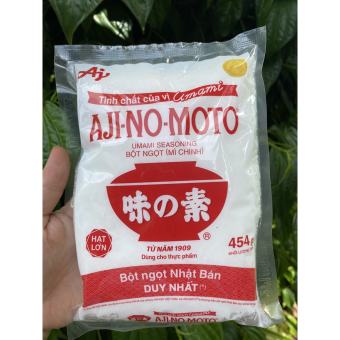 Aj
Tinh chất của vị Umami
AJI-NO-MOTO®
UMAMI SEASONING
BỘT NGỌT (MÌ CHÍNH)
味の素
®
HẠT
LỚN
TỪ NĂM 1909
Dùng cho thực phẩm
454g
Bột ngọt Nhật Bản
DUY NHẤT (*)
AJI-NO-MOTO